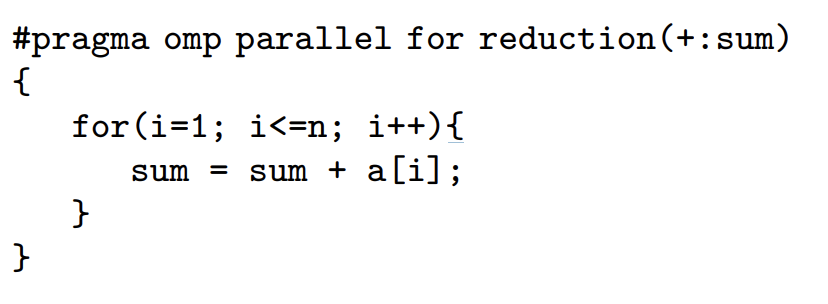 #pragma omp parallel for reduction(+:sum)
{
   for(i=1; i<=n; i++){
      sum = sum + a[i];
   }
}